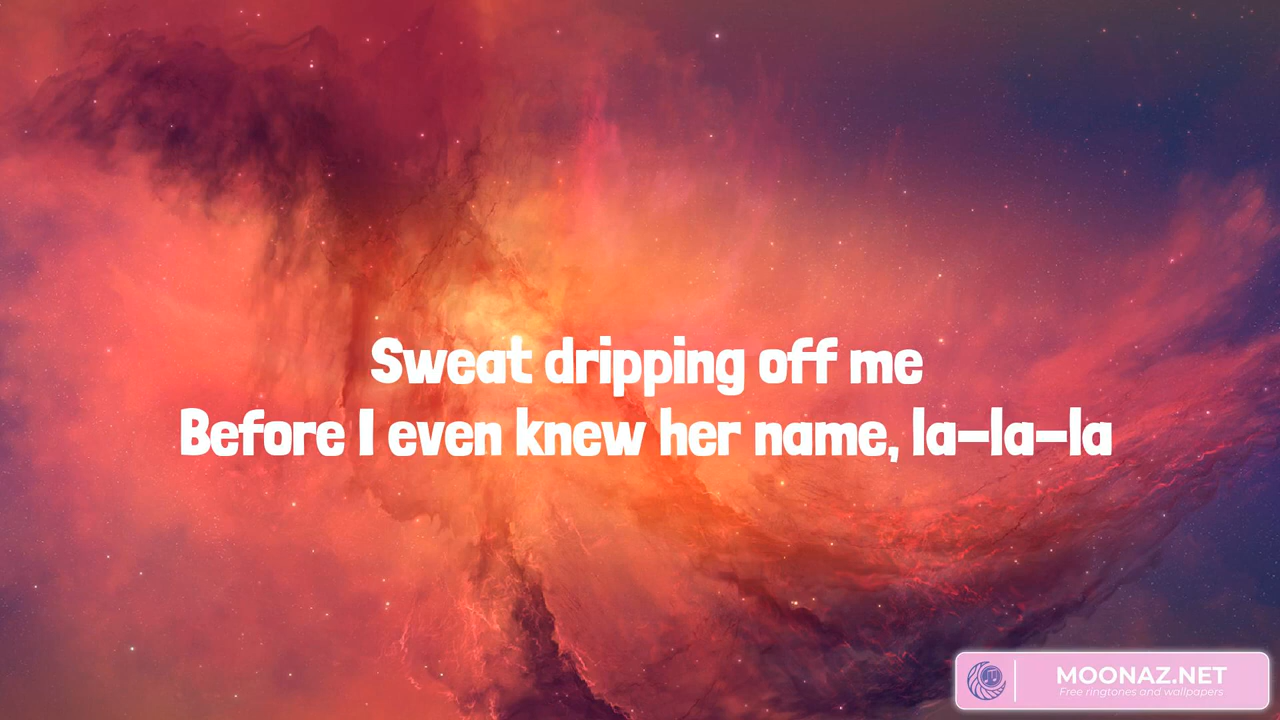 Sweat dripping off me
Before I even knew her name, la-la-la
MOONAZ.NET
Free ringtones and wallpapers